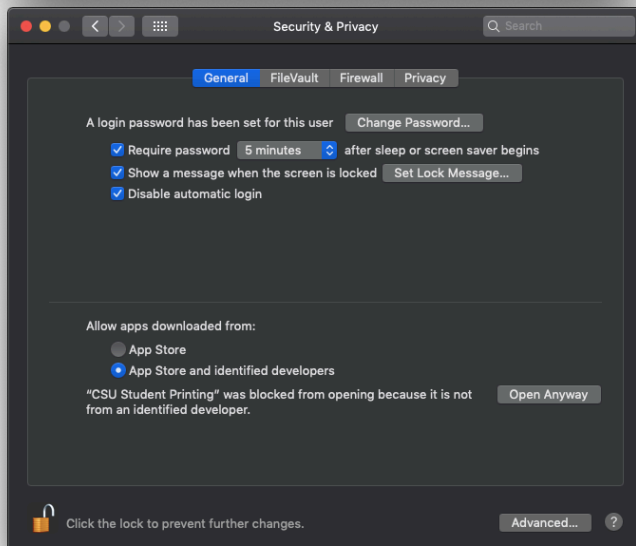 Security & Privacy
Search
General FileVault Firewall Privacy
A login password has been set for this user Change Password...
Require password 5 minutes after sleep or screen saver begins
Show a message when the screen is locked Set Lock Message...
Disable automatic login
Allow apps downloaded from:
App Store
App Store and identified developers
“CSU Student Printing” was blocked from opening because it is not Open Anyway
from an identified developer.
Click the lock to prevent further changes. Advanced... ?